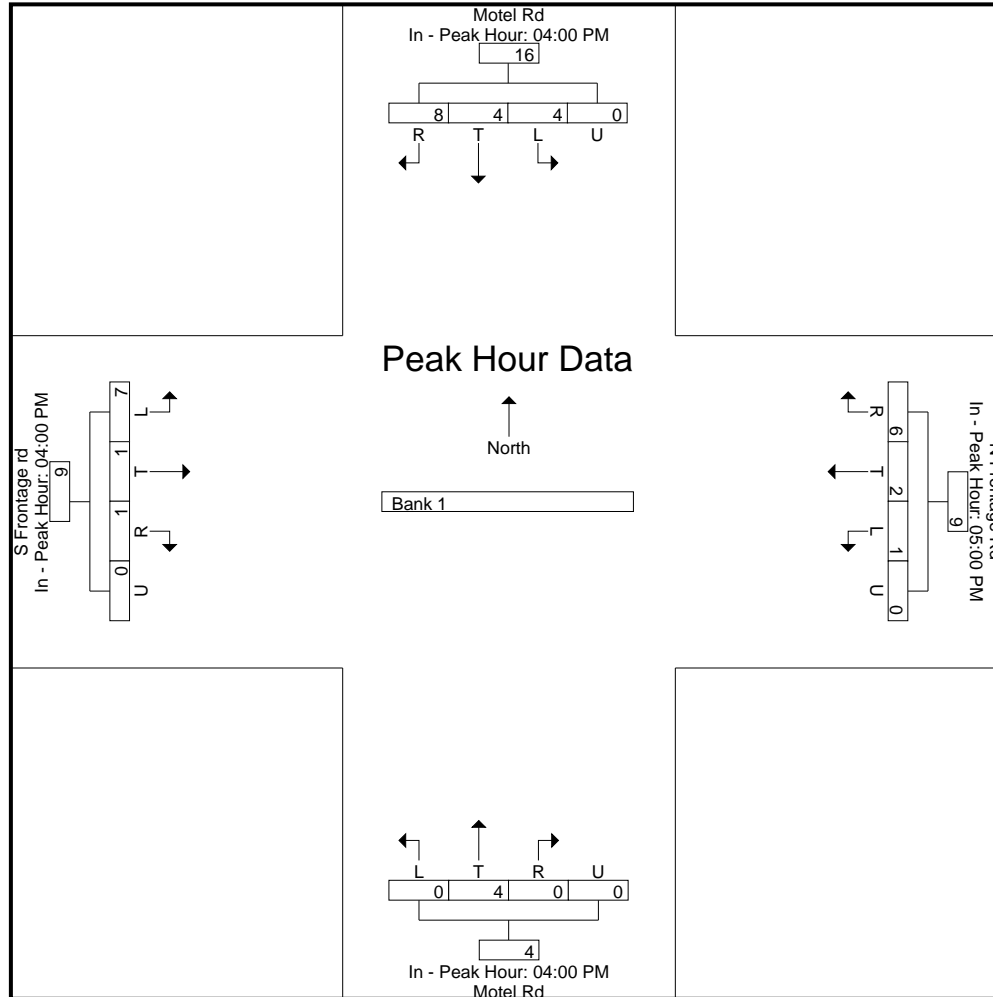 Motel Rd
In - Peak Hour: 04:00 PM
16
8 4 4 0
R T L U
Peak Hour Data
North
Bank 1
S Frontage rd
In - Peak Hour: 04:00 PM
9
7 1 1 0
L T R U
N Frontage Rd
In - Peak Hour: 05:00 PM
9
6 2 1 0
R T L U
L T R U
0 4 0 0
4
In - Peak Hour: 04:00 PM
Motel Rd